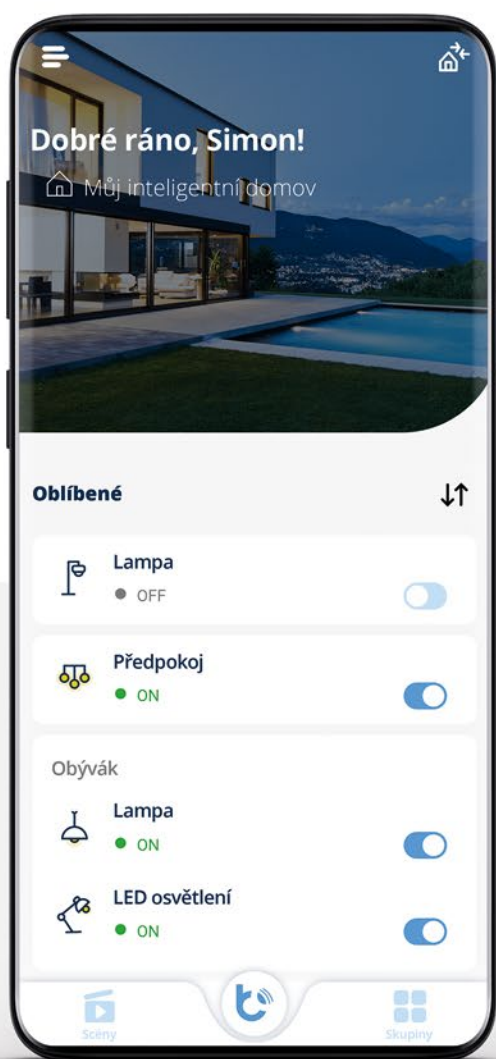 Dobré ráno, Simon!
Můj inteligentní domov
Oblíbené
Lampa
OFF
Předpokoj
ON
Obývák
Lampa
ON
LED osvětlení
ON
Scény
Skupiny